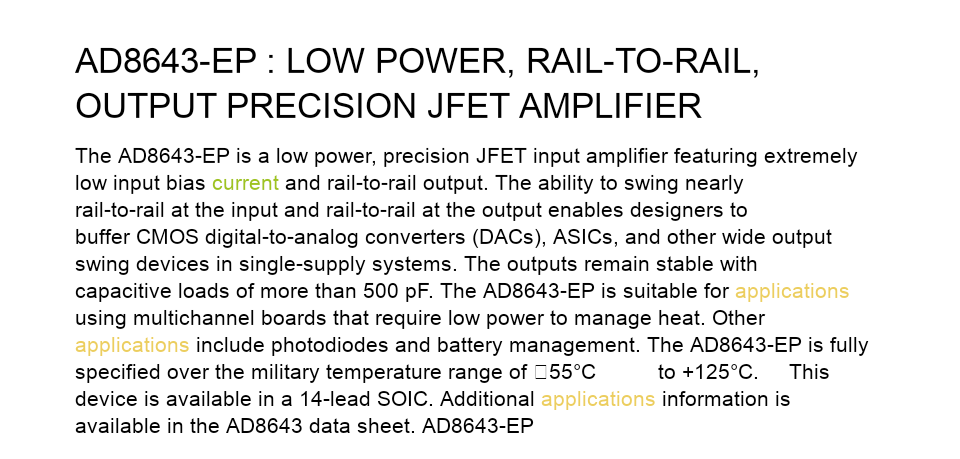 AD8643-EP : LOW POWER, RAIL-TO-RAIL,
OUTPUT PRECISION JFET AMPLIFIER
The AD8643-EP is a low power, precision JFET input amplifier featuring extremely
low input bias current and rail-to-rail output. The ability to swing nearly
rail-to-rail at the input and rail-to-rail at the output enables designers to
buffer CMOS digital-to-analog converters (DACs), ASICs, and other wide output
swing devices in single-supply systems. The outputs remain stable with
capacitive loads of more than 500 pF. The AD8643-EP is suitable for applications
using multichannel boards that require low power to manage heat. Other
applications include photodiodes and battery management. The AD8643-EP is fully
specified over the military temperature range of □55°C to +125°C. This
device is available in a 14-lead SOIC. Additional applications information is
available in the AD8643 data sheet. AD8643-EP